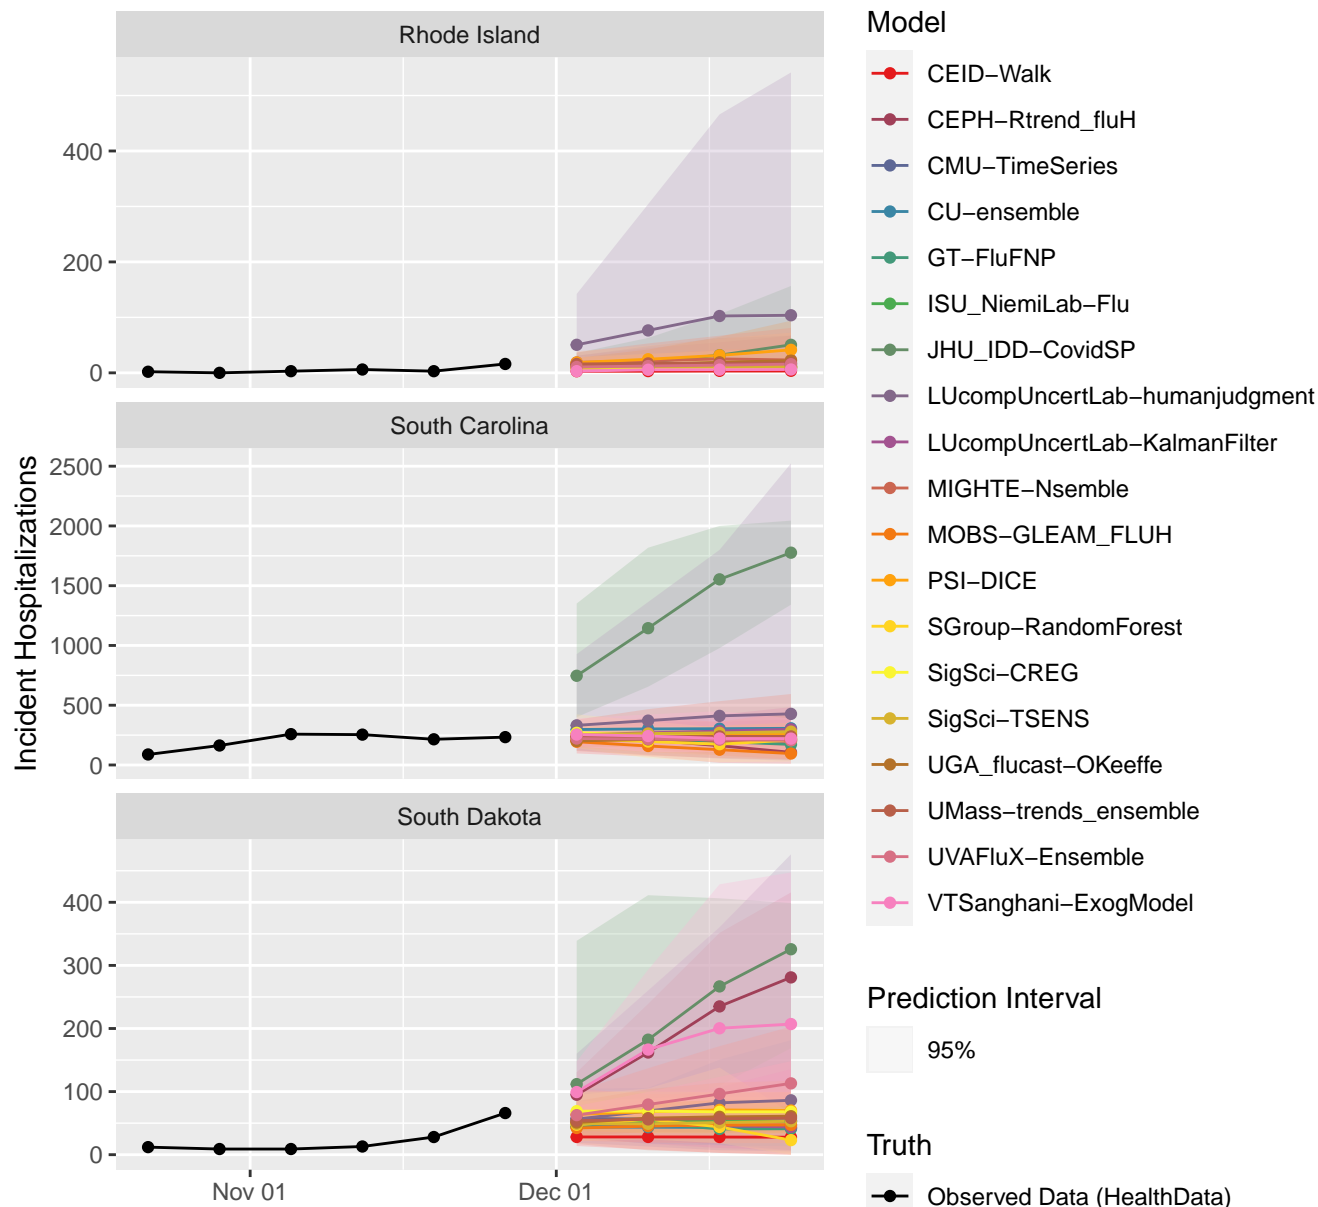 Rhode Island
400
200
0
South Carolina
2500
2000
1500
1000
500
0
South Dakota
400
300
200
100
0
Nov 01
Dec 01
Incident Hospitalizations
Model
CEID−Walk
CEPH−Rtrend_fluH
CMU−TimeSeries
CU−ensemble
GT−FluFNP
ISU_NiemiLab−Flu
JHU_IDD−CovidSP
LUcompUncertLab−humanjudgment
LUcompUncertLab−KalmanFilter
MIGHTE−Nsemble
MOBS−GLEAM_FLUH
PSI−DICE
SGroup−RandomForest
SigSci−CREG
SigSci−TSENS
UGA_flucast−OKeeffe
UMass−trends_ensemble
UVAFluX−Ensemble
VTSanghani−ExogModel
Prediction Interval
95%
Truth
Observed Data (HealthData)